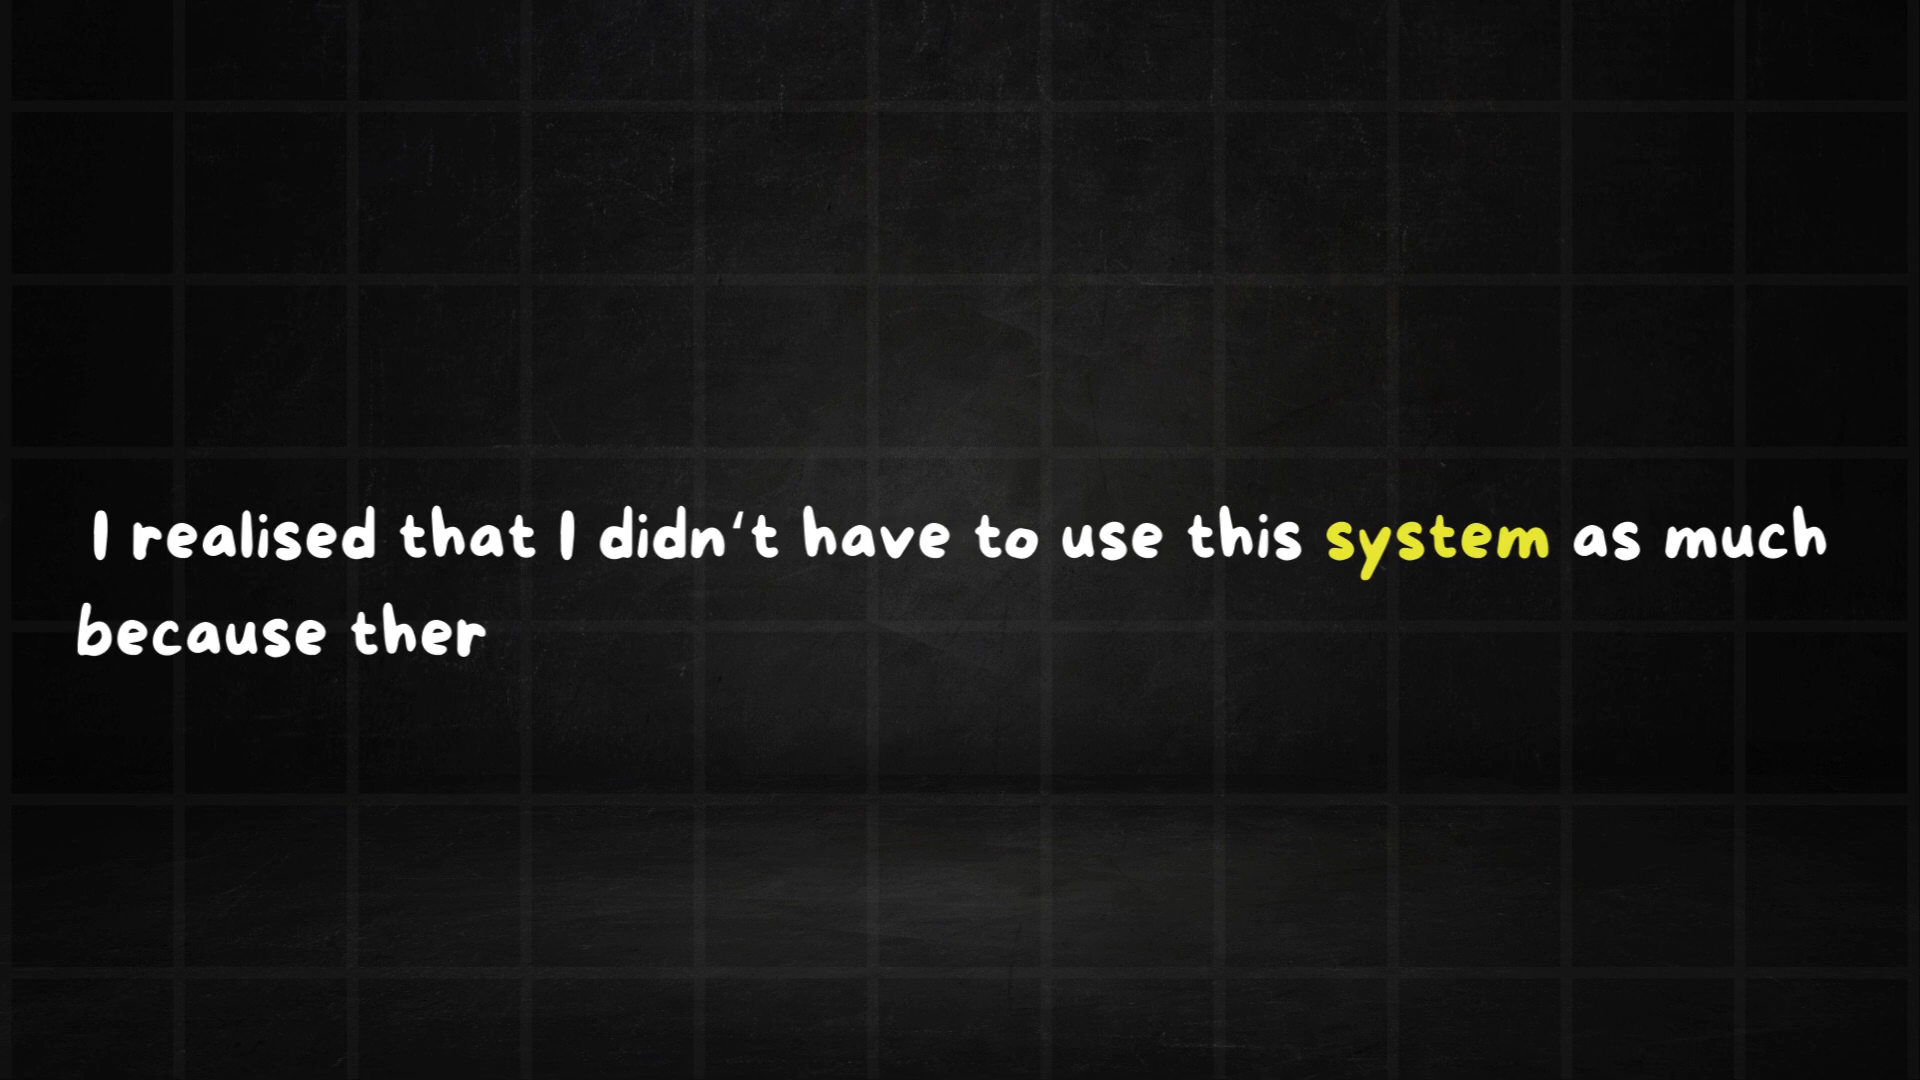 I realised that I didn't have to use this system as much
because ther